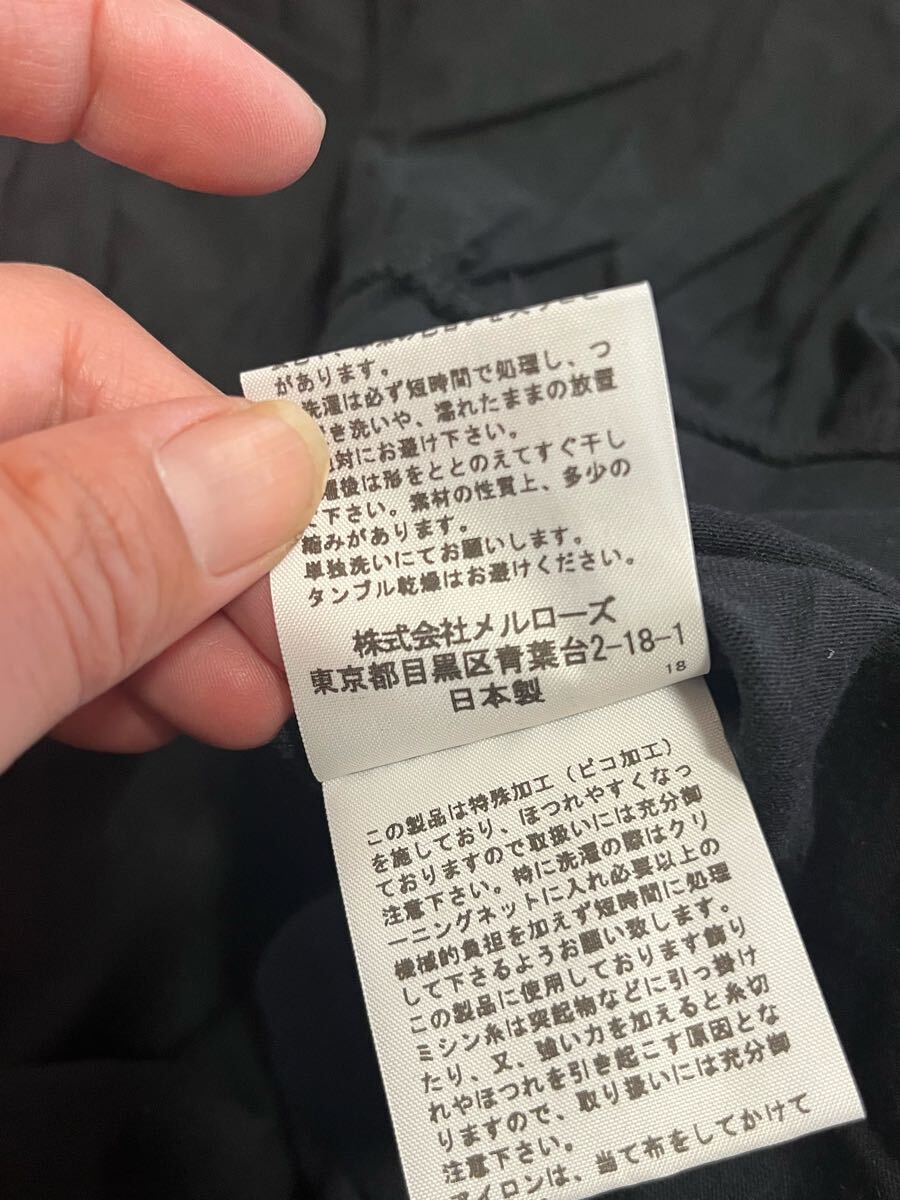 があります。
洗濯は必ず短時間で処理し、つ
き洗いや、濡れたままの放置
対にお避け下さい。
濯後は形をととのえてすぐ干し
下さい。素材の性質上、多少の
縮みがあります。
単独洗いにてお願いします。
タンブル乾燥はお避けください。
株式会社メルローズ
東京都目黒区青葉台2-18-1
日本製
18
この製品は特殊加工（ピコ加工）
を施しており、ほつれやすくなっ
ておりますので取扱いには充分御
注意下さい。特に洗濯の際はクリ
ーニングネットに入れ必要以上の
機械的負担を加えず短時間に処理
して下さるようお願い致します。
この製品に使用しております飾り
ミシン糸は突起物などに引っ掛け
たり、又、強い力を加えると糸切
れやほつれを引き起こす原因とな
りますので、取り扱いには充分御
注意下さい。
アイロンは、当て布をしてかけて